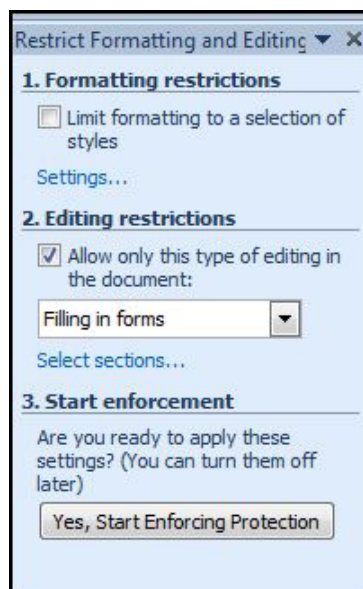 Restrict Formatting and Editing
1. Formatting restrictions
Limit formatting to a selection of
styles
Settings...
2. Editing restrictions
Allow only this type of editing in
the document:
Filling in forms
Select sections...
3. Start enforcement
Are you ready to apply these
settings? (You can turn them off
later)
Yes, Start Enforcing Protection